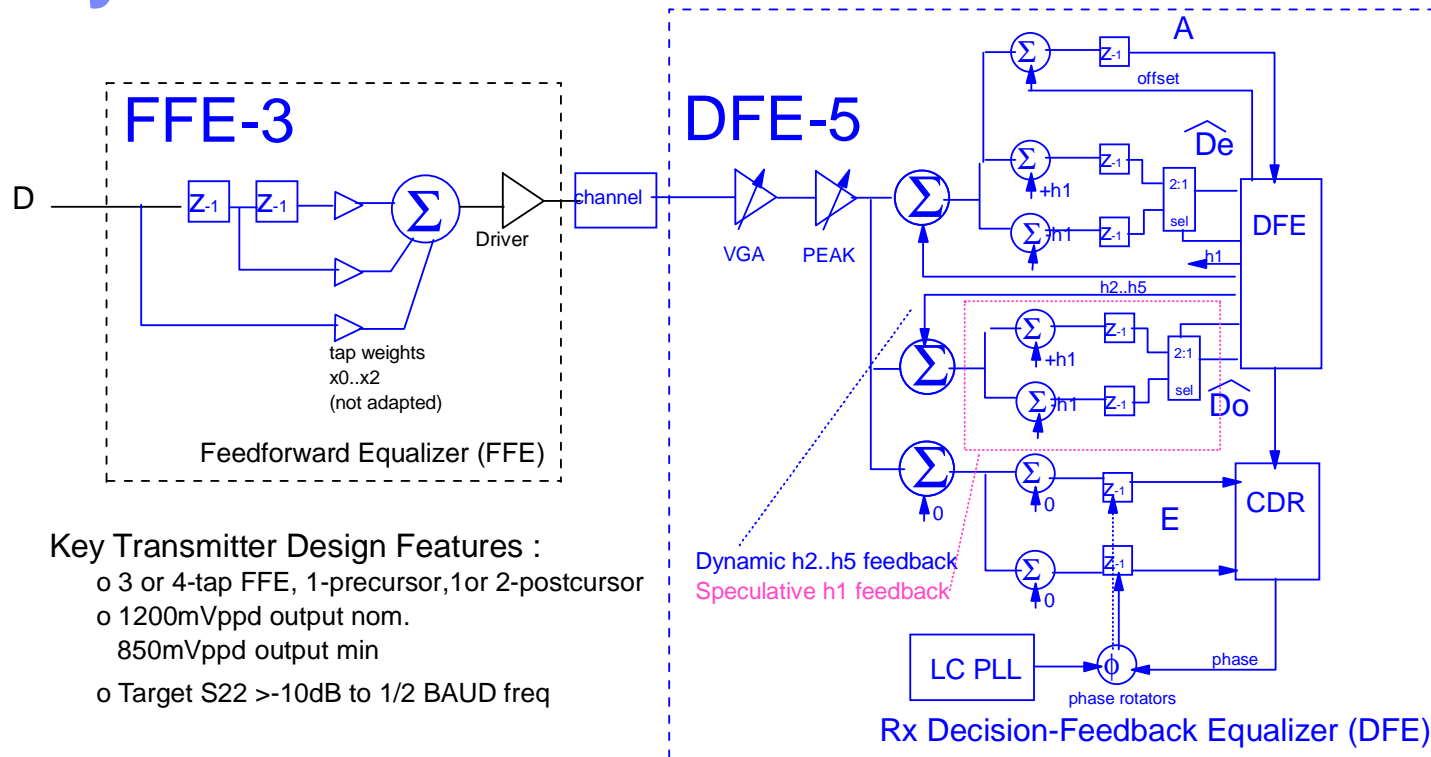 FFE-3
D
Z-1
Z-1
Σ
Driver
channel
tap weights
x0..x2
(not adapted)
Feedforward Equalizer (FFE)
Key Transmitter Design Features :
o 3 or 4-tap FFE, 1-precursor,1or 2-postcursor
o 1200mVppd output nom.
850mVppd output min
o Target S22 >-10dB to 1/2 BAUD freq
DFE-5
VGA
PEAK
Σ
Σ
Z-1
A
offset
Σ
+h1
Z-1
Σ
-h1
Z-1
2:1
sel
De
DFE
h1
h2..h5
Σ
Σ
+h1
Z-1
Σ
-h1
Z-1
2:1
sel
Do
Σ
0
Σ
0
Z-1
E
Σ
0
Z-1
CDR
Dynamic h2..h5 feedback
Speculative h1 feedback
LC PLL
ϕ
phase
phase rotators
Rx Decision-Feedback Equalizer (DFE)